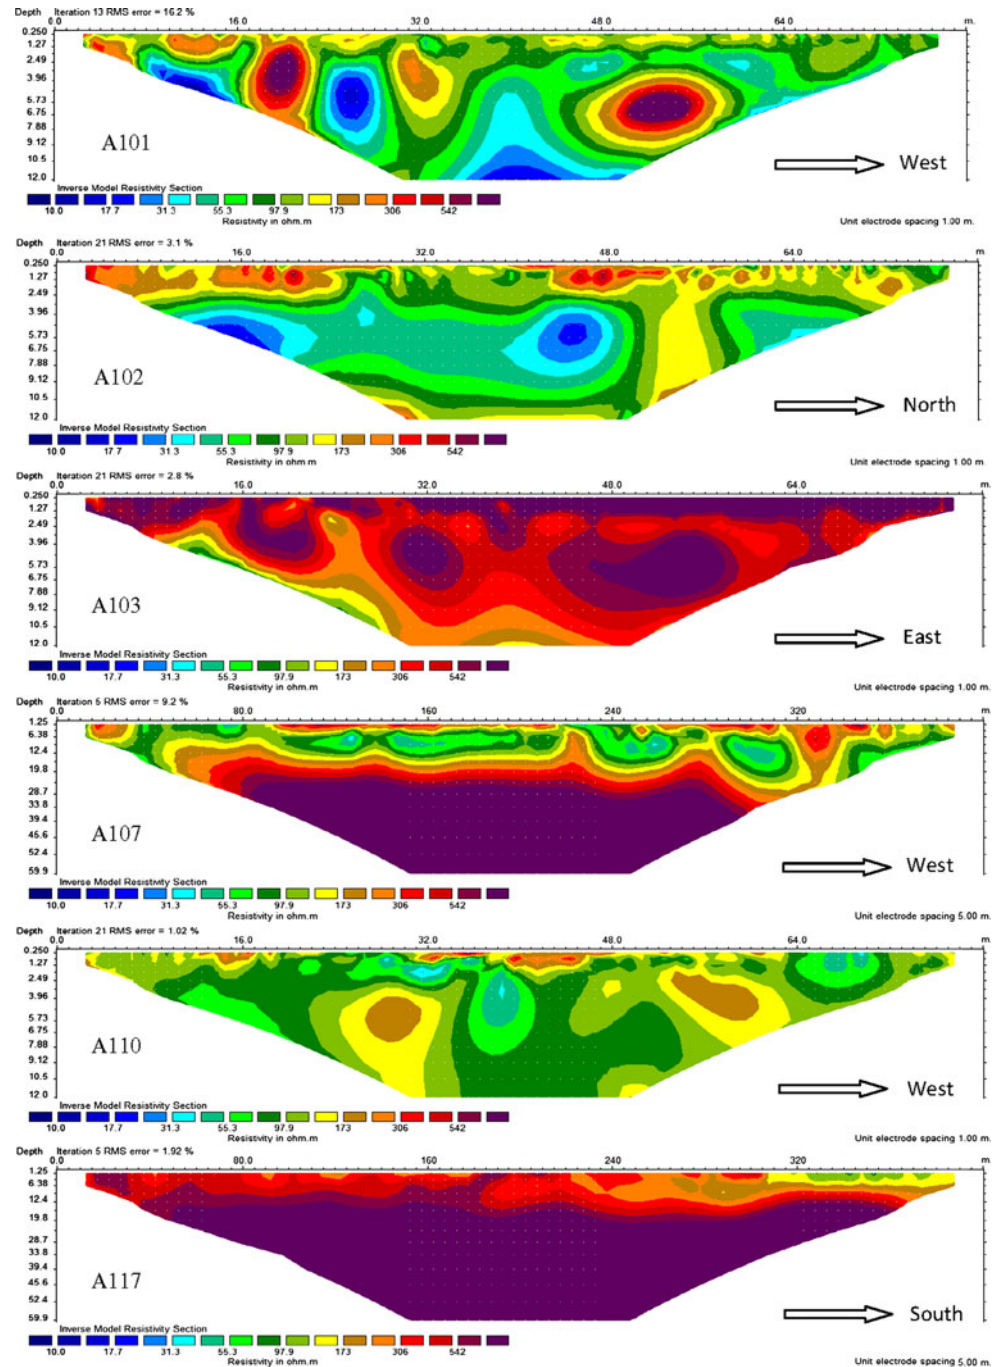 Depth Iteration 13 RMS error = 16.2 %
0.0 16.0 32.0 48.0 64.0 m.
0.250
1.27
2.49
3.96
5.73
6.75
7.88
9.12
10.5
12.0
A101
West
Inverse Model Resistivity Section
10.0 17.7 31.3 55.3 97.9 173 306 542
Resistivity in ohm.m
Unit electrode spacing 1.00 m.
Depth Iteration 21 RMS error = 3.1 %
0.0 16.0 32.0 48.0 64.0 m.
0.250
1.27
2.49
3.96
5.73
6.75
7.88
9.12
10.5
12.0
A102
North
Inverse Model Resistivity Section
10.0 17.7 31.3 55.3 97.9 173 306 542
Resistivity in ohm.m
Unit electrode spacing 1.00 m.
Depth Iteration 21 RMS error = 2.8 %
0.0 16.0 32.0 48.0 64.0 m.
0.250
1.27
2.49
3.96
5.73
6.75
7.88
9.12
10.5
12.0
A103
East
Inverse Model Resistivity Section
10.0 17.7 31.3 55.3 97.9 173 306 542
Resistivity in ohm.m
Unit electrode spacing 1.00 m.
Depth Iteration 5 RMS error = 9.2 %
0.0 80.0 160 240 320 m.
1.25
6.38
12.4
19.8
28.7
33.8
39.4
45.6
52.4
59.9
A107
West
Inverse Model Resistivity Section
10.0 17.7 31.3 55.3 97.9 173 306 542
Resistivity in ohm.m
Unit electrode spacing 5.00 m.
Depth Iteration 21 RMS error = 1.02 %
0.0 16.0 32.0 48.0 64.0 m.
0.250
1.27
2.49
3.96
5.73
6.75
7.88
9.12
10.5
12.0
A110
West
Inverse Model Resistivity Section
10.0 17.7 31.3 55.3 97.9 173 306 542
Resistivity in ohm.m
Unit electrode spacing 1.00 m.
Depth Iteration 5 RMS error = 1.92 %
0.0 80.0 160 240 320 m.
1.25
6.38
12.4
19.8
28.7
33.8
39.4
45.6
52.4
59.9
A117
South
Inverse Model Resistivity Section
10.0 17.7 31.3 55.3 97.9 173 306 542
Resistivity in ohm.m
Unit electrode spacing 5.00 m.